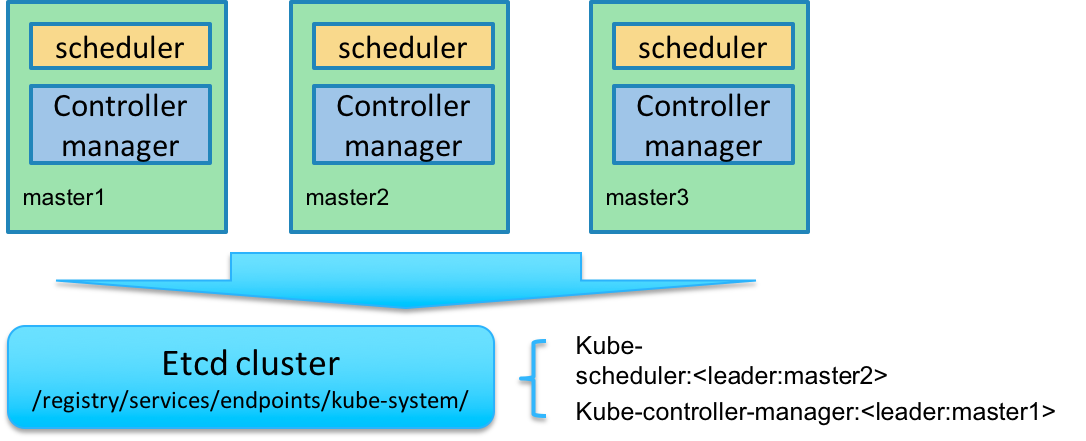 scheduler
Controller
manager
master1
scheduler
Controller
manager
master2
scheduler
Controller
manager
master3
Etcd cluster
/registry/services/endpoints/kube-system/
Kube-
scheduler:<leader:master2>
Kube-controller-manager:<leader:master1>